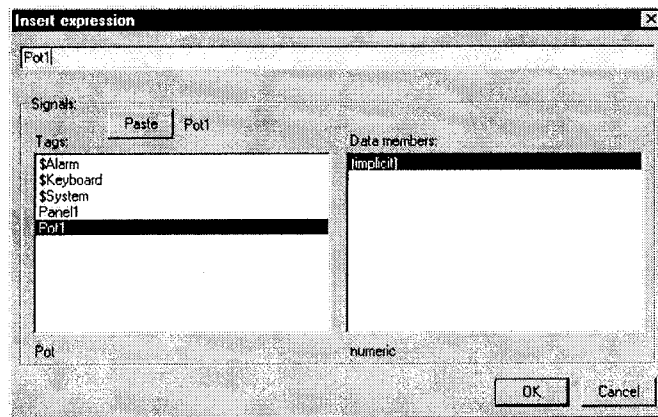 Insert expression
Pot1
Signals:
Paste Pot1
Tags:
Data members:
$Alarm
$Keyboard
$System
Panel1
Pot1
(implicit)
Pot
numeric
OK
Cancel